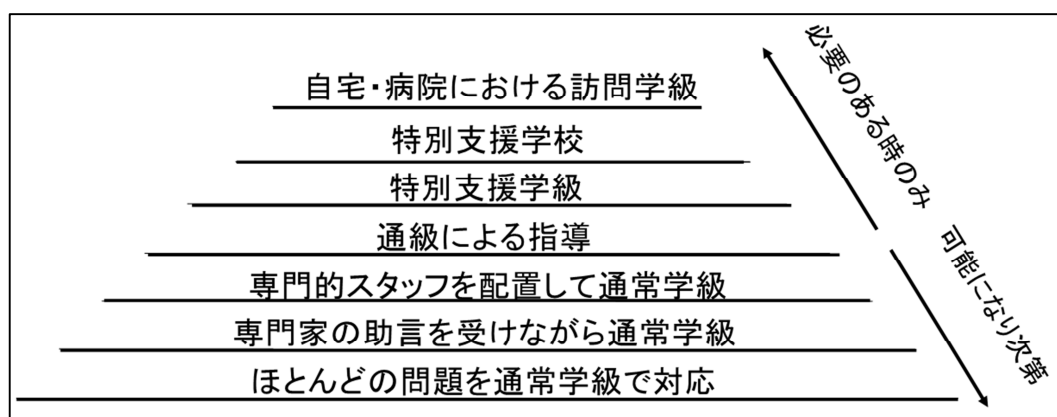 自宅・病院における訪問学級
特別支援学校
特別支援学級
通級による指導
専門的スタッフを配置して通常学級
専門家の助言を受けながら通常学級
ほとんどの問題を通常学級で対応
必要のある時のみ
可能になり次第